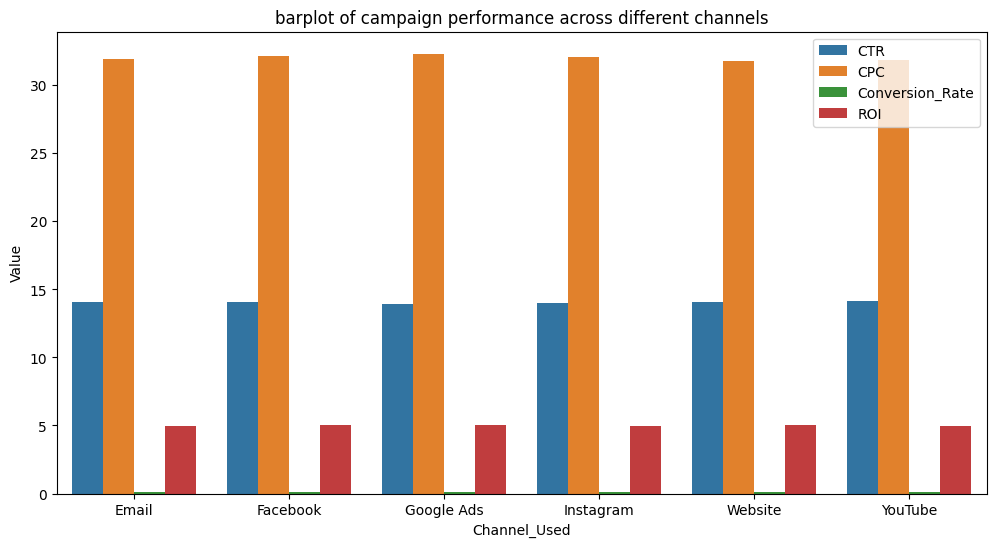 barplot of campaign performance across different channels
CTR
CPC
Conversion_Rate
ROI
Value
30
25
20
15
10
5
0
Email Facebook Google Ads Instagram Website YouTube
Channel_Used